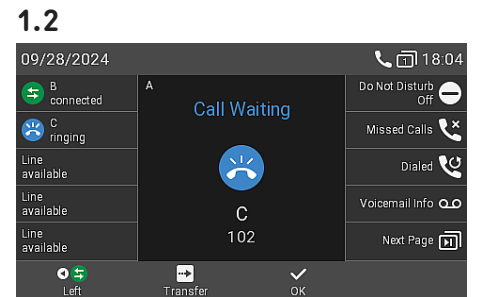 1.2
09/28/2024
1 18:04
B
connected
C
ringing
Line
available
Line
available
Line
available
A
Call Waiting
C
102
Do Not Disturb
Off
Missed Calls
Dialed
Voicemail Info
Next Page
Left
Transfer
OK